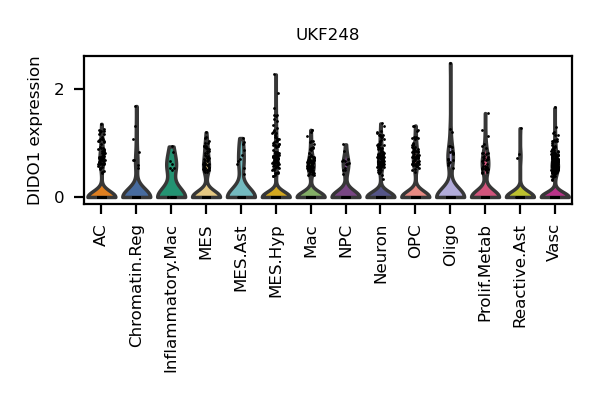 UKF248
DIDO1 expression
2
0
AC
Chromatin.Reg
Inflammatory.Mac
MES
MES.Ast
MES.Hyp
Mac
NPC
Neuron
OPC
Oligo
Prolif.Metab
Reactive.Ast
Vasc